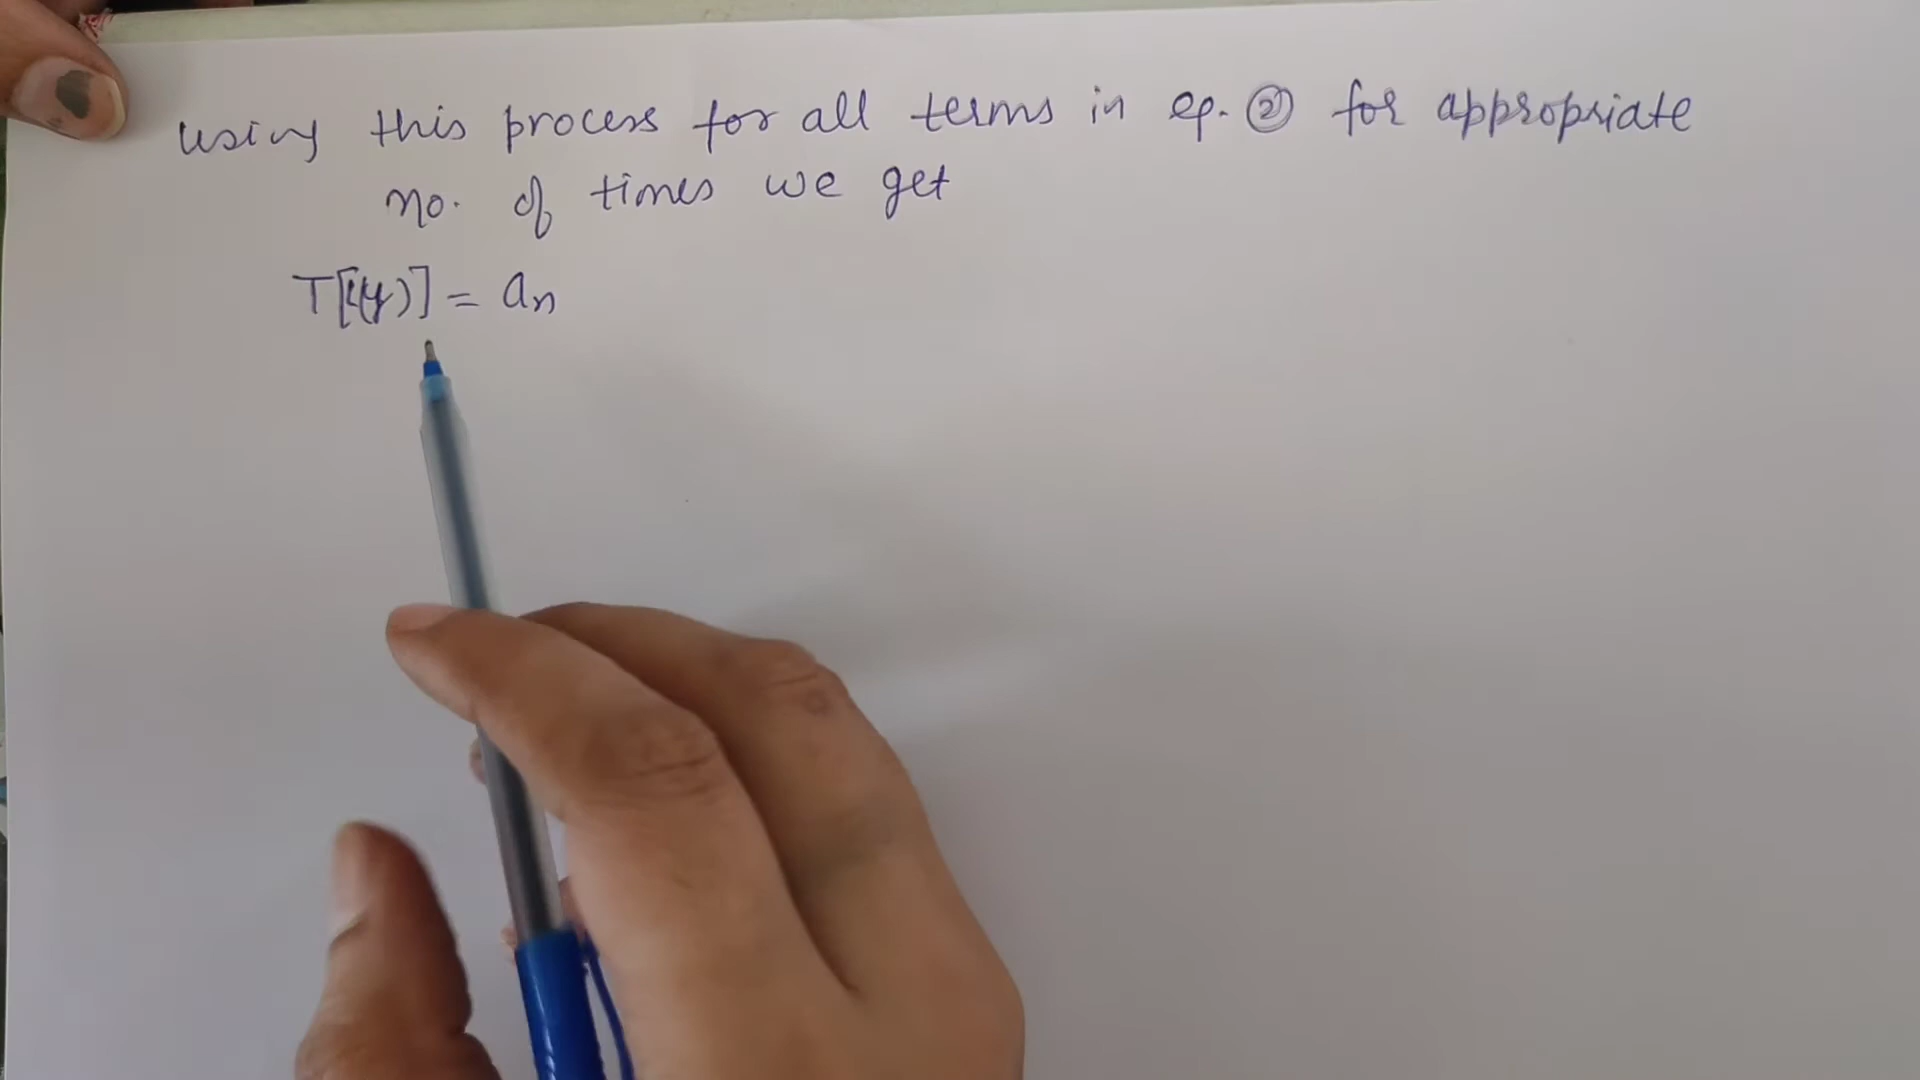 using this process for all terms in eq. ② for appropriate
no. of times we get
T[(y)] = an